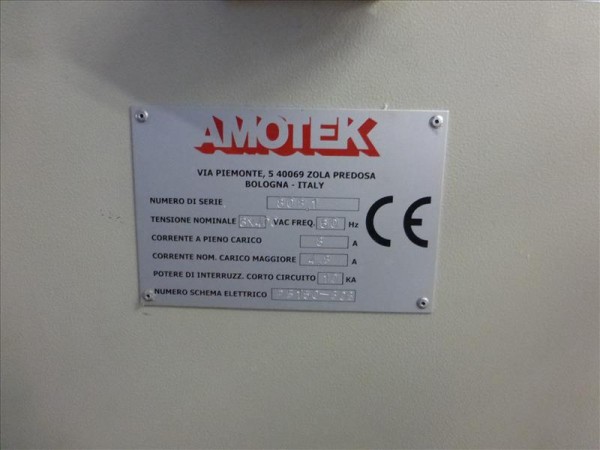 AMOTEK
VIA PIEMONTE, 5 40069 ZOLA PREDOSA
BOLOGNA - ITALY
NUMERO DI SERIE
TENSIONE NOMINALE VAC FREQ. Hz
CORRENTE A PIENO CARICO A
CORRENTE NOM. CARICO MAGGIORE A
POTERE DI INTERRUZZ. CORTO CIRCUITO KA
NUMERO SCHEMA ELETTRICO
CE